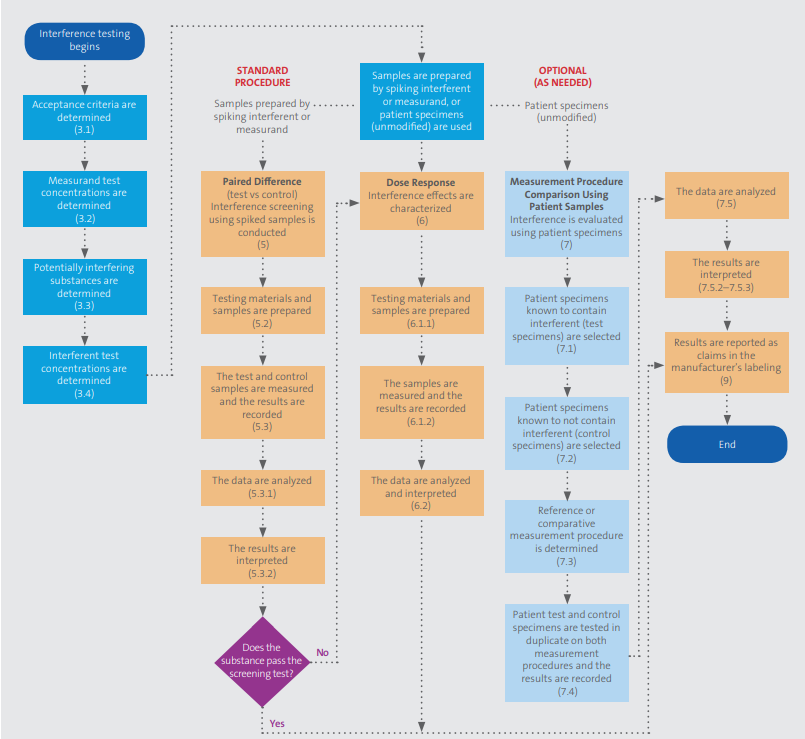 Interference testing
begins
Acceptance criteria are
determined
(3.1)
Measurand test
concentrations are
determined
(3.2)
Potentially interfering
substances are
determined
(3.3)
Interferent test
concentrations are
determined
(3.4)
STANDARD
PROCEDURE
Samples prepared by
spiking interferent or
measurand
Samples are prepared
by spiking interferent
or measurand, or
patient specimens
(unmodified) are used
OPTIONAL
(AS NEEDED)
Patient specimens
(unmodified)
Paired Difference
(test vs control)
Interference screening
using spiked samples is
conducted
(5)
Testing materials and
samples are prepared
(5.2)
The test and control
samples are measured
and the results are
recorded
(5.3)
The data are analyzed
(5.3.1)
The results are
interpreted
(5.3.2)
Does the
substance pass the
screening test?
No
Yes
Dose Response
Interference effects are
characterized
(6)
Testing materials and
samples are prepared
(6.1.1)
The samples are
measured and the
results are recorded
(6.1.2)
The data are analyzed
and interpreted
(6.2)
Measurement Procedure
Comparison Using
Patient Samples
Interference is evaluated
using patient specimens
(7)
Patient specimens
known to contain
interferent (test
specimens) are selected
(7.1)
Patient specimens
known to not contain
interferent (control
specimens) are selected
(7.2)
Reference or
comparative
measurement procedure
is determined
(7.3)
Patient test and control
specimens are tested in
duplicate on both
measurement
procedures and the
results are recorded
(7.4)
The data are analyzed
(7.5)
The results are
interpreted
(7.5.2–7.5.3)
Results are reported as
claims in the
manufacturer's labeling
(9)
End